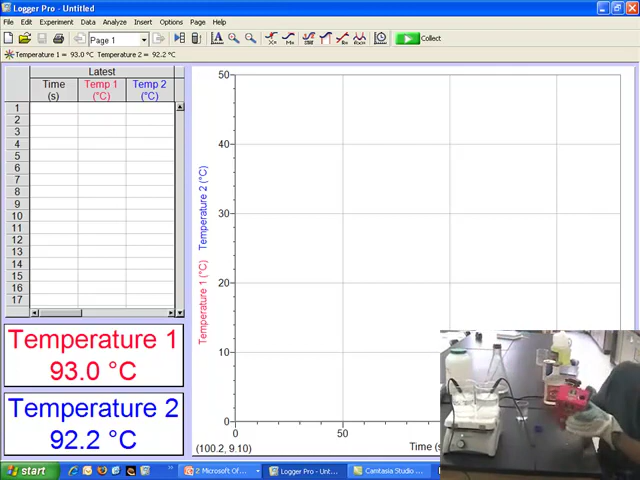 Logger Pro - Untitled
File Edit Experiment Data Analyze Insert Options Page Help
Page 1
Collect
Temperature 1 = 93.0 °C Temperature 2 = 92.2 °C
Latest
Time (s) Temp 1 (°C) Temp 2 (°C)
1
2
3
4
5
6
7
8
9
10
11
12
13
14
15
16
17
Temperature 1
93.0 °C
Temperature 2
92.2 °C
Temperature 2 (°C)
Temperature 1 (°C)
50
40
30
20
10
0
0 50
(100.2, 9.10)
Time (s
start
2 Microsoft Of...
Logger Pro - Unt...
Camtasia Studio ...